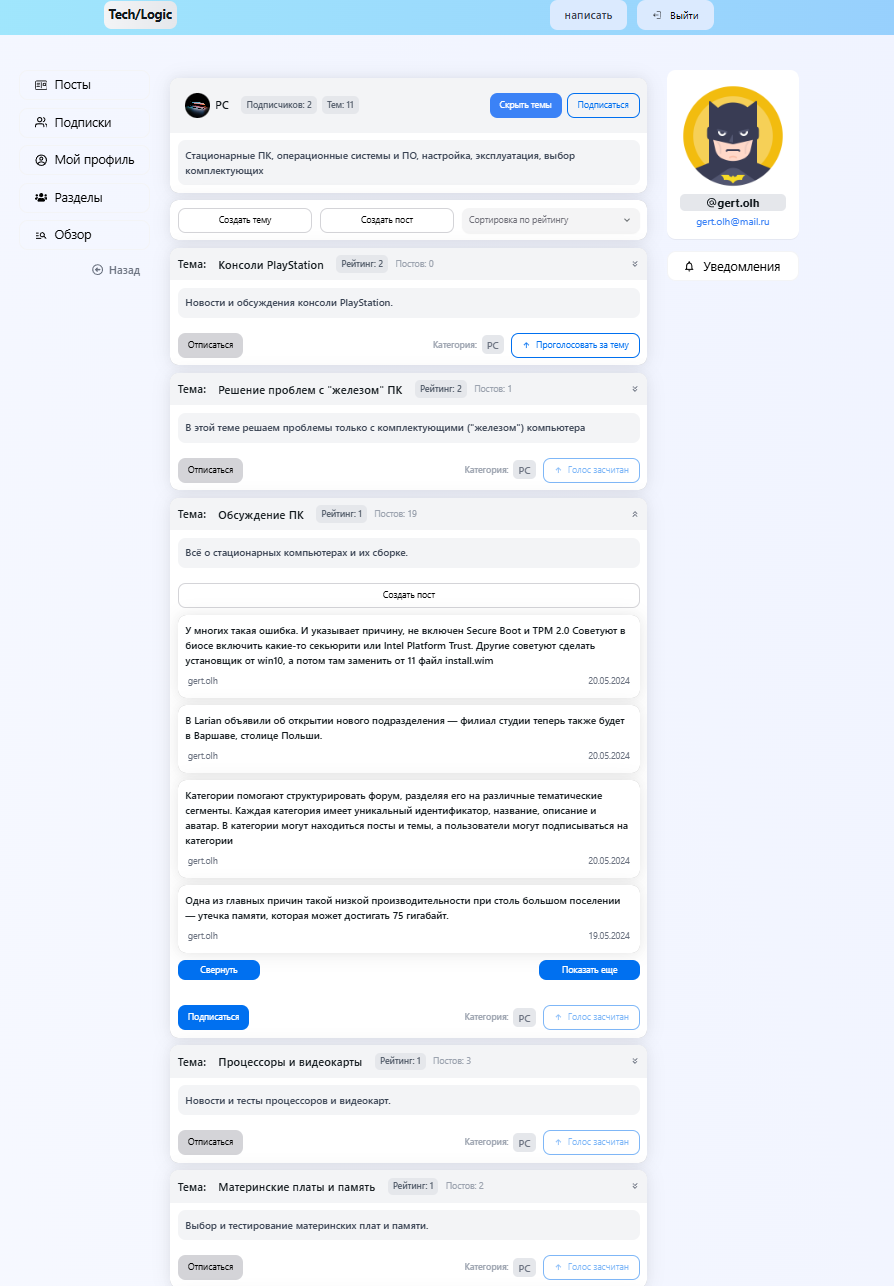 Tech/Logic
написать
Выйти
Посты
Подписки
Мой профиль
Разделы
Обзор
Назад
PC
Подписчиков: 2
Тем: 11
Скрыть темы
Подписаться
Стационарные ПК, операционные системы и ПО, настройка, эксплуатация, выбор
комплектующих
Создать тему
Создать пост
Сортировка по рейтингу
Тема: Консоли PlayStation Рейтинг: 2 Постов: 0
Новости и обсуждения консоли PlayStation.
Отписаться
Категория: PC
Проголосовать за тему
Тема: Решение проблем с "железом" ПК Рейтинг: 2 Постов: 1
В этой теме решаем проблемы только с комплектующими ("железом") компьютера
Отписаться
Категория: PC
Голос засчитан
Тема: Обсуждение ПК Рейтинг: 1 Постов: 19
Всё о стационарных компьютерах и их сборке.
Создать пост
У многих такая ошибка. И указывает причину, не включен Secure Boot и TPM 2.0 Советуют в
биосе включить какие-то секьюрити или Intel Platform Trust. Другие советуют сделать
установщик от win10, а потом там заменить от 11 файл install.wim
gert.olh 20.05.2024
В Larian объявили об открытии нового подразделения — филиал студии теперь также будет
в Варшаве, столице Польши.
gert.olh 20.05.2024
Категории помогают структурировать форум, разделяя его на различные тематические
сегменты. Каждая категория имеет уникальный идентификатор, название, описание и
аватар. В категории могут находиться посты и темы, а пользователи могут подписываться на
категории
gert.olh 20.05.2024
Одна из главных причин такой низкой производительности при столь большом поселении
— утечка памяти, которая может достигать 75 гигабайт.
gert.olh 19.05.2024
Свернуть
Показать еще
Подписаться
Категория: PC
Голос засчитан
Тема: Процессоры и видеокарты Рейтинг: 1 Постов: 3
Новости и тесты процессоров и видеокарт.
Отписаться
Категория: PC
Голос засчитан
Тема: Материнские платы и память Рейтинг: 1 Постов: 2
Выбор и тестирование материнских плат и памяти.
Отписаться
Категория: PC
Голос засчитан
@gert.olh
gert.olh@mail.ru
Уведомления